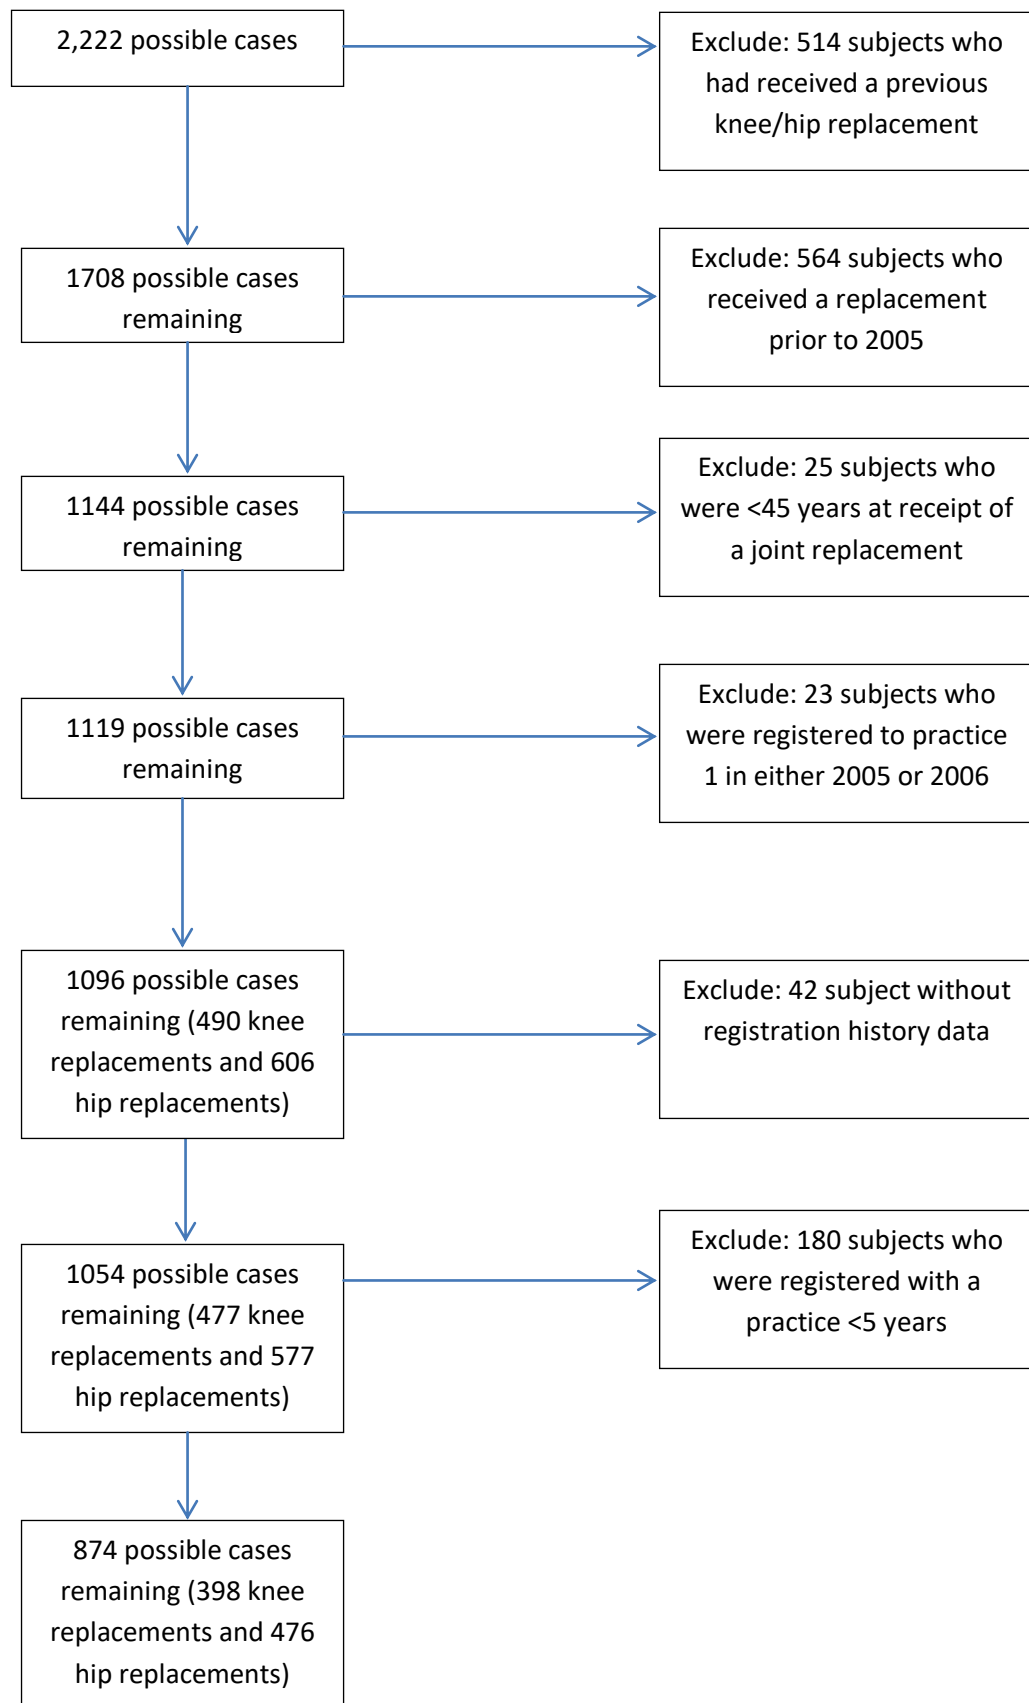 2,222 possible cases
Exclude: 514 subjects who
had received a previous
knee/hip replacement
1708 possible cases
remaining
Exclude: 564 subjects who
received a replacement
prior to 2005
1144 possible cases
remaining
Exclude: 25 subjects who
were <45 years at receipt of
a joint replacement
1119 possible cases
remaining
Exclude: 23 subjects who
were registered to practice
1 in either 2005 or 2006
1096 possible cases
remaining (490 knee
replacements and 606
hip replacements)
Exclude: 42 subject without
registration history data
1054 possible cases
remaining (477 knee
replacements and 577
hip replacements)
Exclude: 180 subjects who
were registered with a
practice <5 years
874 possible cases
remaining (398 knee
replacements and 476
hip replacements)